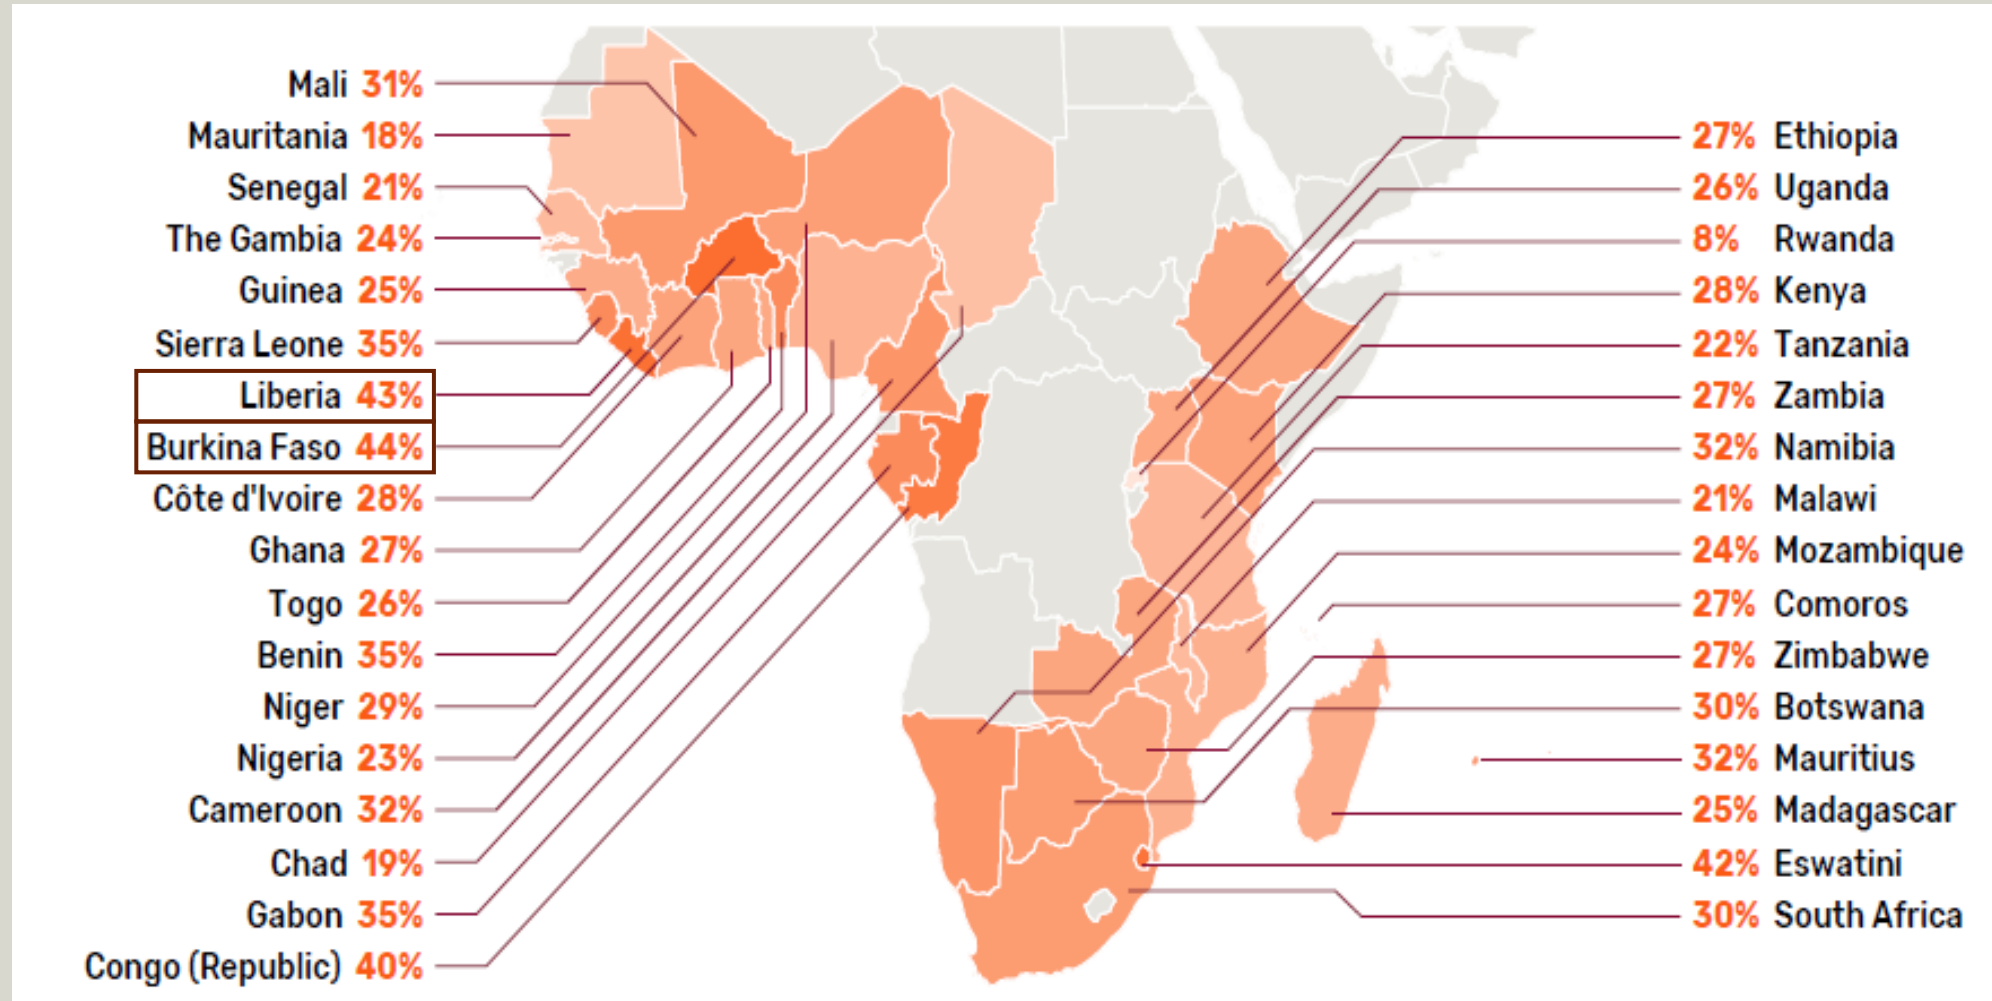 Mali 31%
Mauritania 18%
Senegal 21%
The Gambia 24%
Guinea 25%
Sierra Leone 35%
Liberia 43%
Burkina Faso 44%
Côte d'Ivoire 28%
Ghana 27%
Togo 26%
Benin 35%
Niger 29%
Nigeria 23%
Cameroon 32%
Chad 19%
Gabon 35%
Congo (Republic) 40%
27% Ethiopia
26% Uganda
8% Rwanda
28% Kenya
22% Tanzania
27% Zambia
32% Namibia
21% Malawi
24% Mozambique
27% Comoros
27% Zimbabwe
30% Botswana
32% Mauritius
25% Madagascar
42% Eswatini
30% South Africa